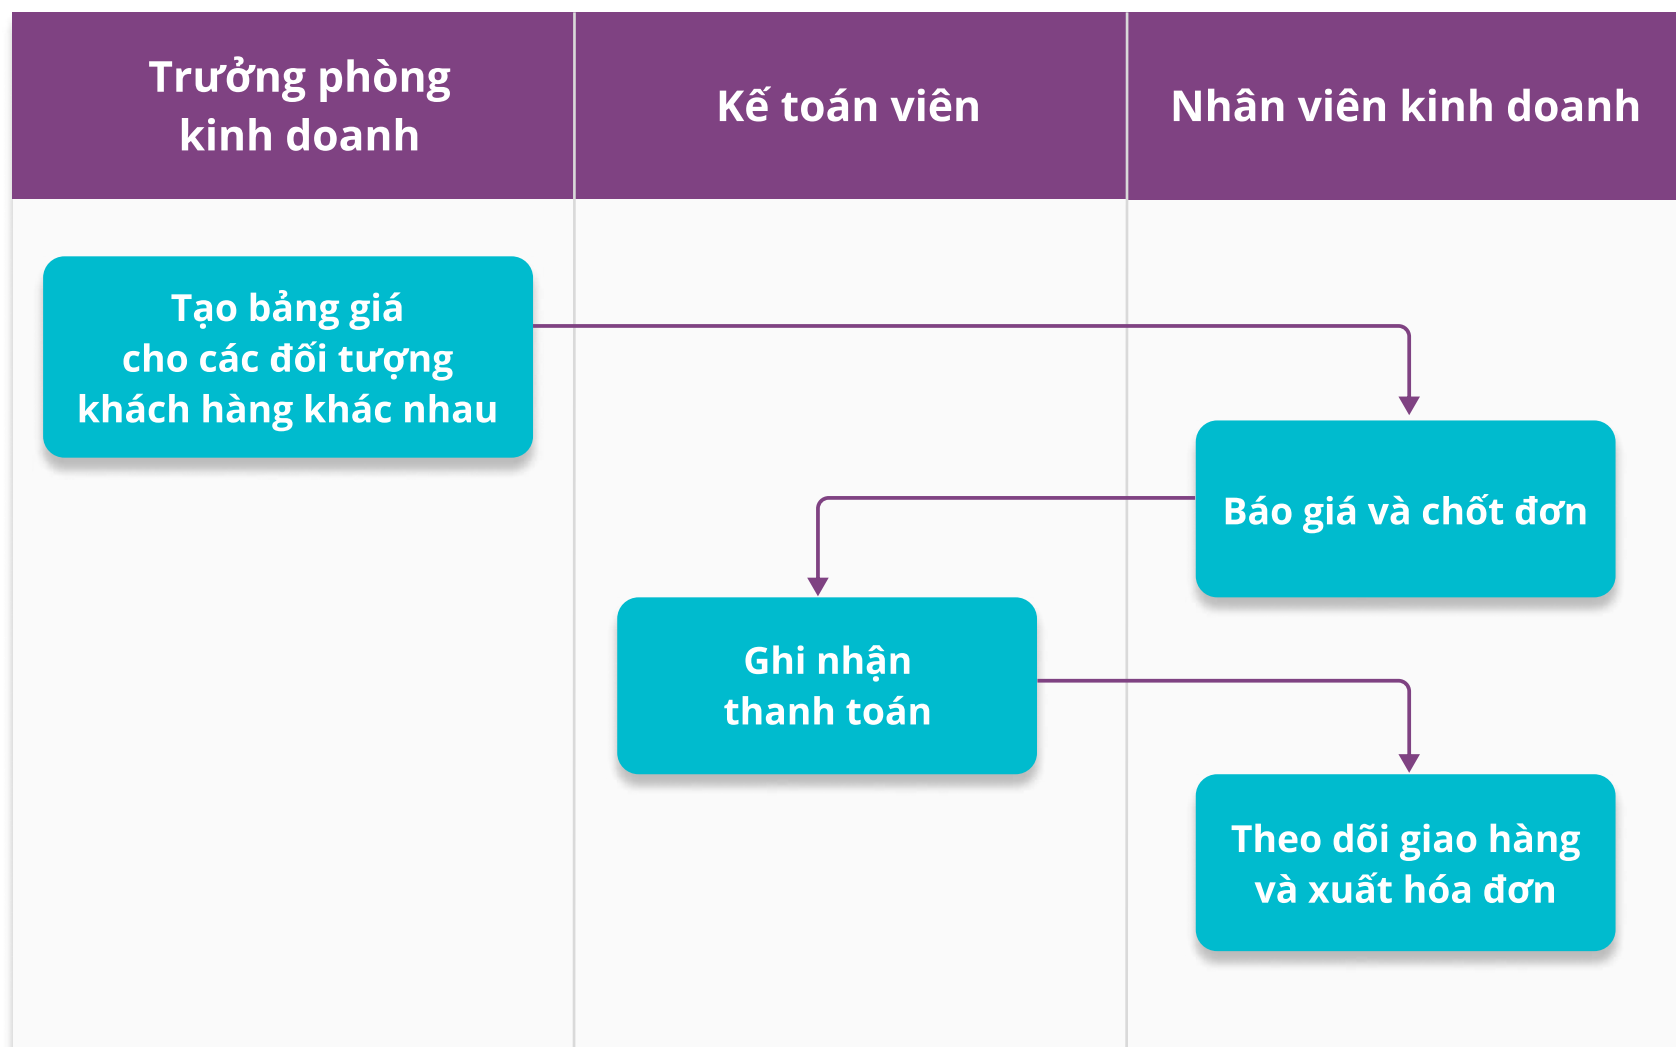 Trưởng phòng
kinh doanh
Kế toán viên
Nhân viên kinh doanh
Tạo bảng giá
cho các đối tượng
khách hàng khác nhau
Báo giá và chốt đơn
Ghi nhận
thanh toán
Theo dõi giao hàng
và xuất hóa đơn